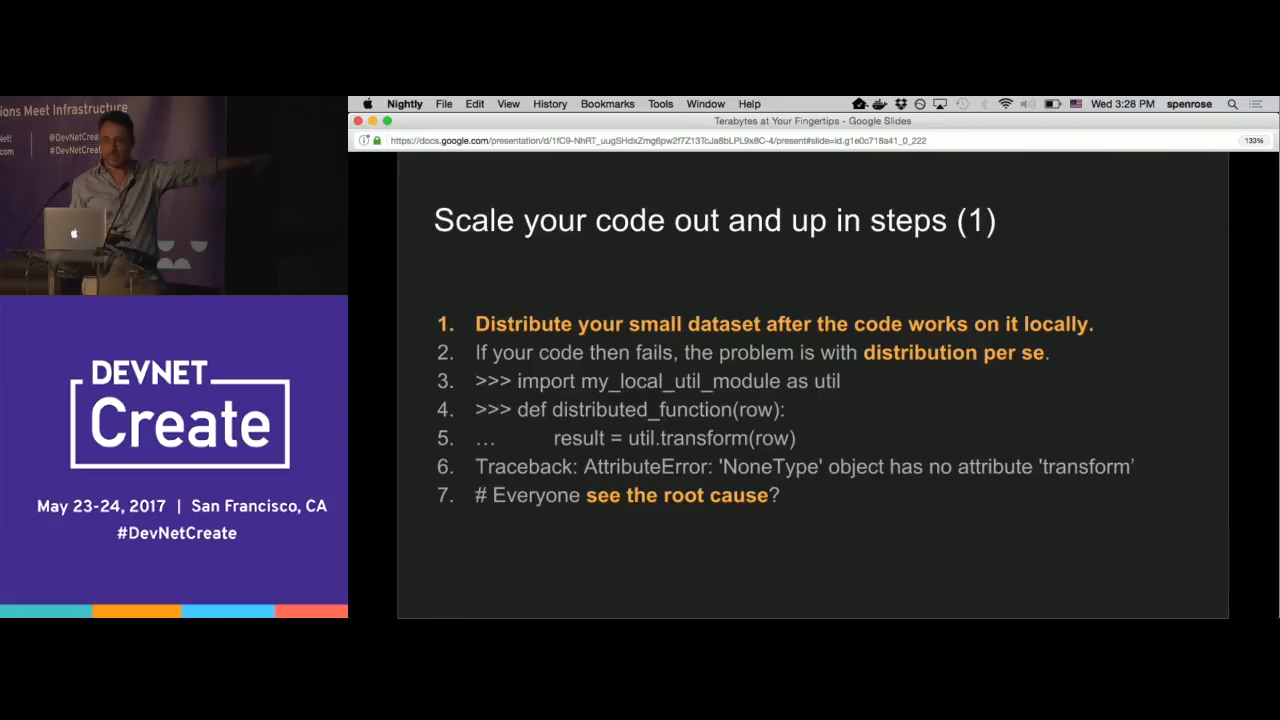 ions Meet Infrastructure
Net!
.com
@DevNetCrea
#DevNetCrea
Nightly File Edit View History Bookmarks Tools Window Help Wed 3:28 PM spenrose
Terabytes at Your Fingertips - Google Slides
https://docs.google.com/presentation/d/1fC9-NhRT_uugSHdxZmg6pw2f7Z13TcJa8bLPL9x8C-4/present#slide=id.g1e0c718a41_0_222 133%
Scale your code out and up in steps (1)
1. Distribute your small dataset after the code works on it locally.
2. If your code then fails, the problem is with distribution per se.
3. >>> import my_local_util_module as util
4. >>> def distributed_function(row):
5. … result = util.transform(row)
6. Traceback: AttributeError: 'NoneType' object has no attribute 'transform'
7. # Everyone see the root cause?
DEVNET
Create
May 23-24, 2017 | San Francisco, CA
#DevNetCreate